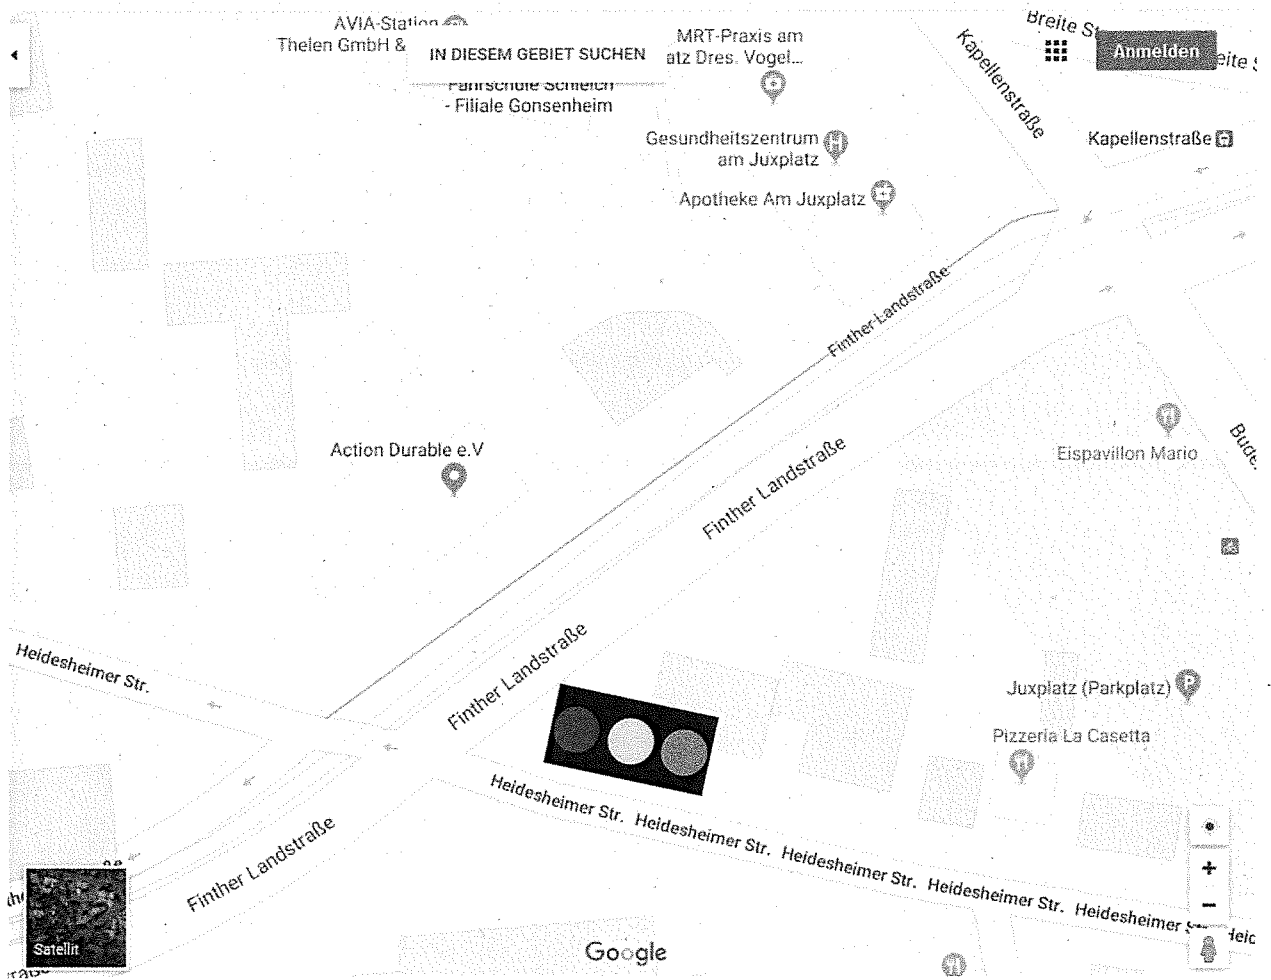 AVIA-Station
Thelen GmbH &
IN DIESEM GEBIET SUCHEN
Fahrschule Schleich
- Filiale Gonsenheim
MRT-Praxis am
atz Dres. Vogel...
Breite St
Anmelden
eite S
Kapellenstraße
Kapellenstraße
Gesundheitszentrum
am Juxplatz
Apotheke Am Juxplatz
Finther Landstraße
Action Durable e.V
Finther Landstraße
Eispavillon Mario
Bude.
Heidesheimer Str.
Finther Landstraße
Juxplatz (Parkplatz)
P
Pizzeria La Casetta
Heidesheimer Str. Heidesheimer Str. Heidesheimer Str. Heidesheimer Str. Heidesheimer S
Heid
Finther Landstraße
Satellit
Google